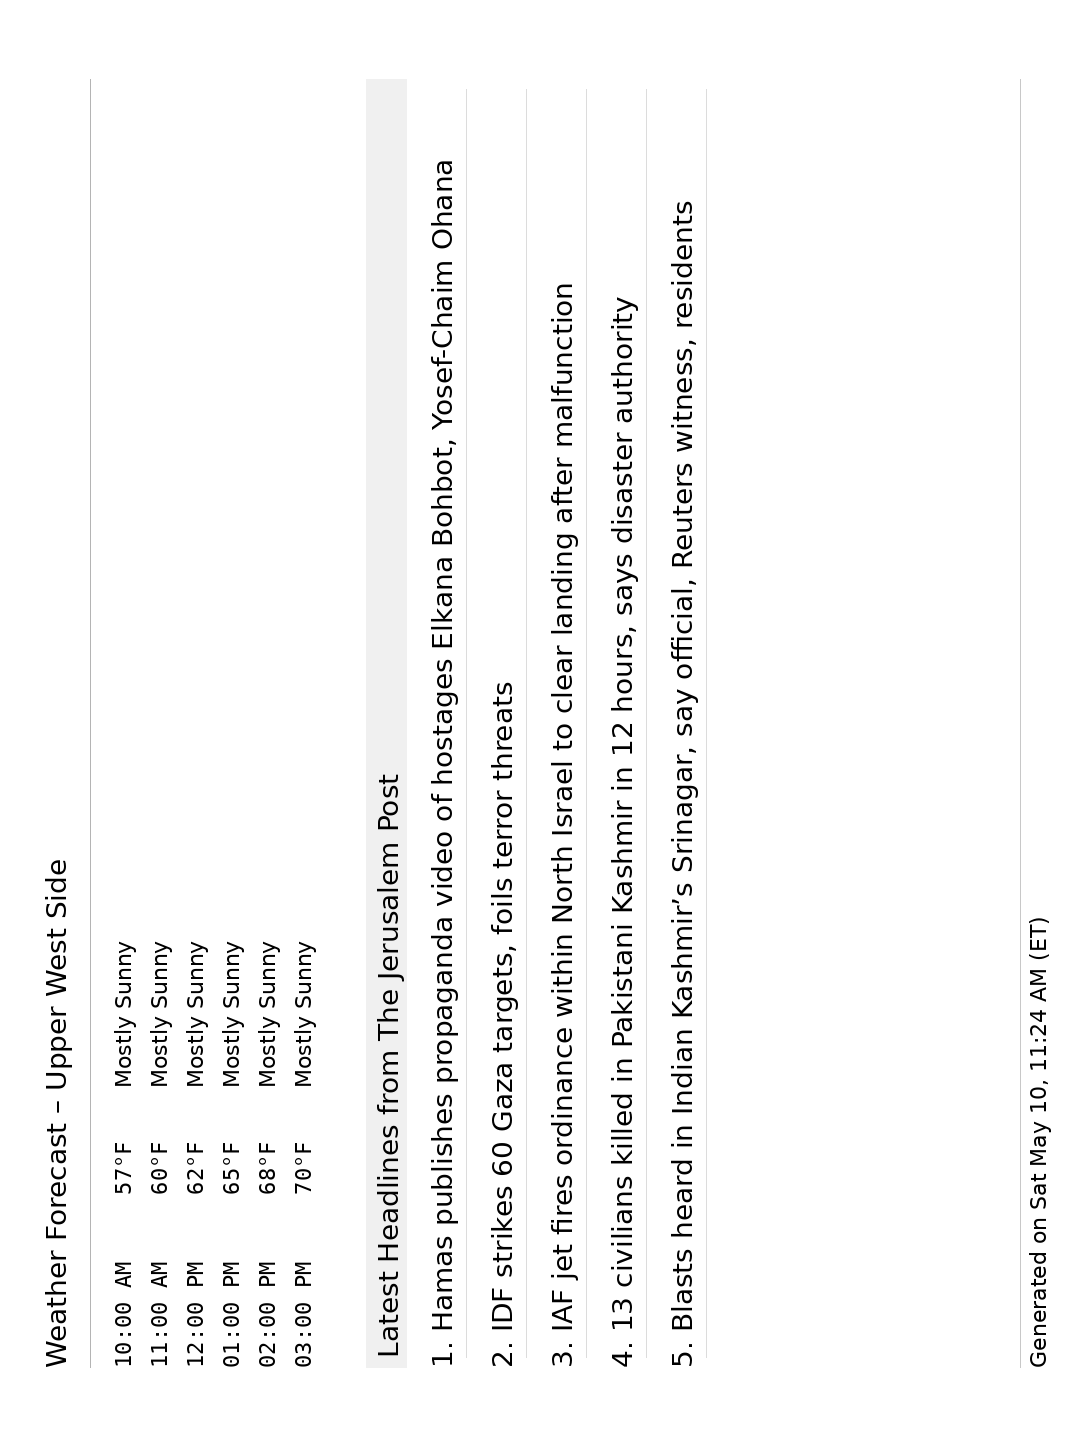 Weather Forecast – Upper West Side
10:00 AM 57°F Mostly Sunny
11:00 AM 60°F Mostly Sunny
12:00 PM 62°F Mostly Sunny
01:00 PM 65°F Mostly Sunny
02:00 PM 68°F Mostly Sunny
03:00 PM 70°F Mostly Sunny
Latest Headlines from The Jerusalem Post
1. Hamas publishes propaganda video of hostages Elkana Bohbot, Yosef-Chaim Ohana
2. IDF strikes 60 Gaza targets, foils terror threats
3. IAF jet fires ordinance within North Israel to clear landing after malfunction
4. 13 civilians killed in Pakistani Kashmir in 12 hours, says disaster authority
5. Blasts heard in Indian Kashmir’s Srinagar, say official, Reuters witness, residents
Generated on Sat May 10, 11:24 AM (ET)